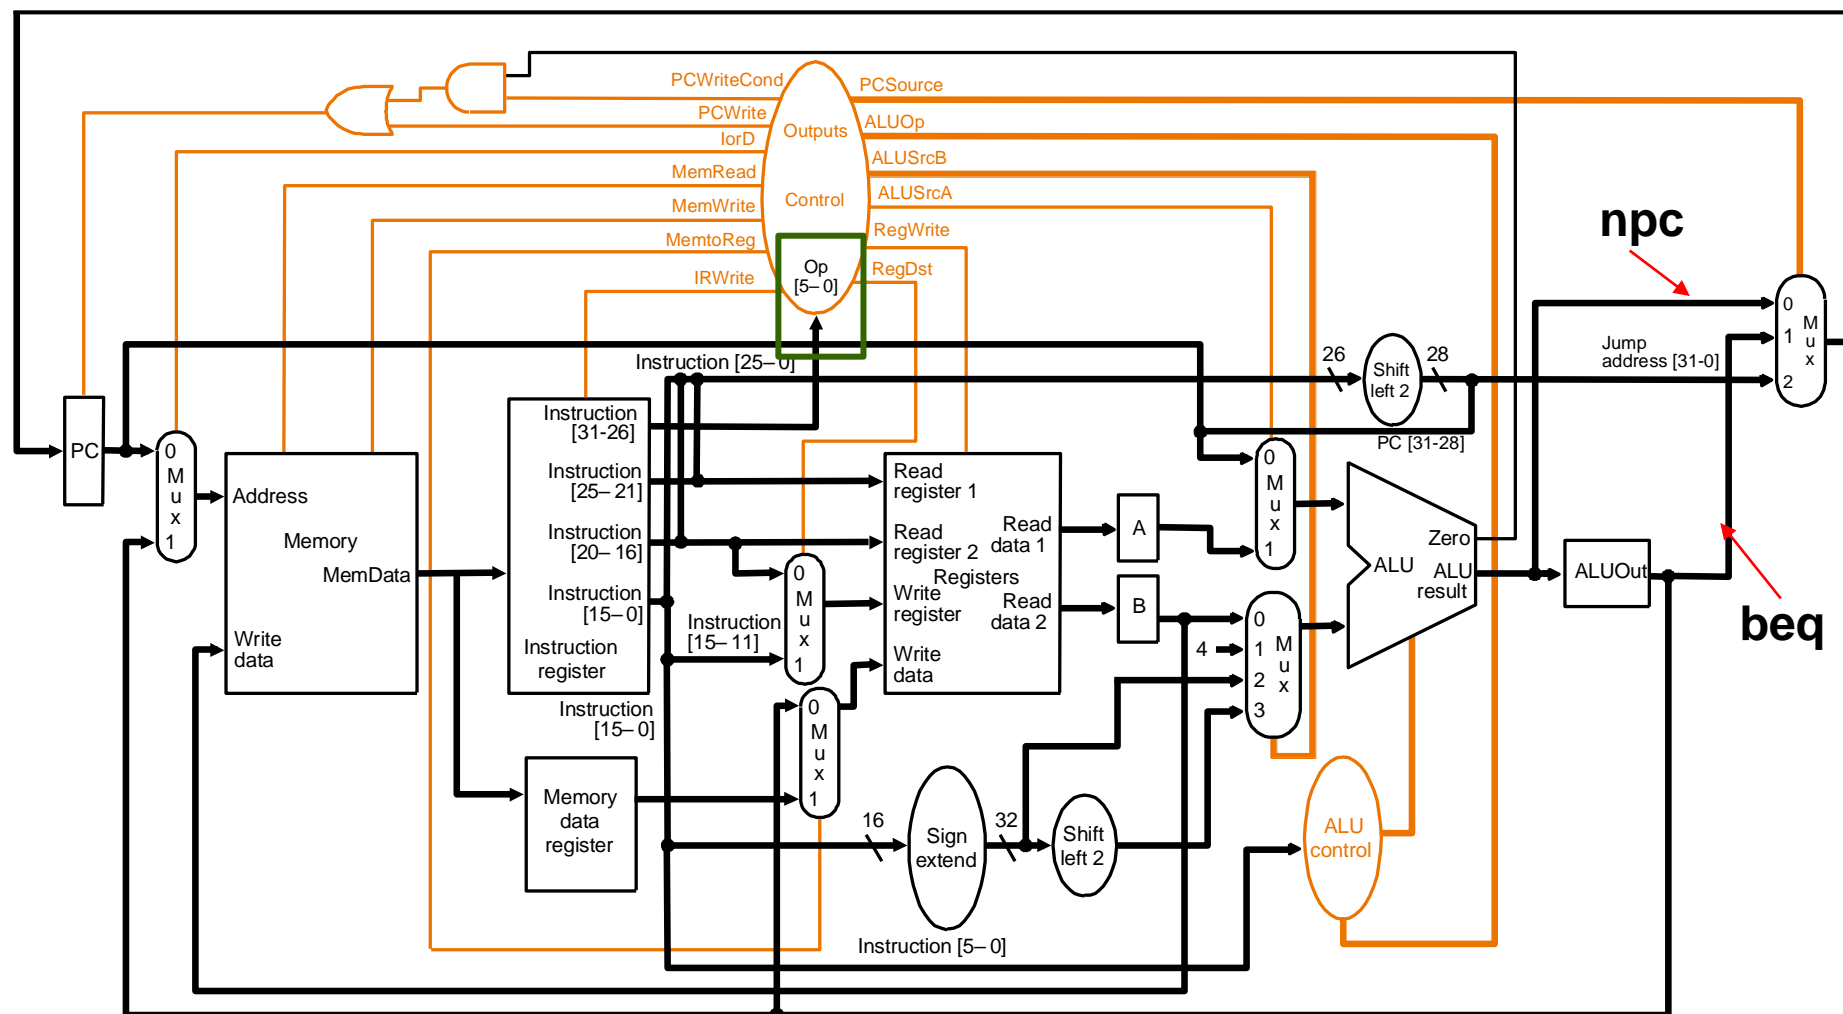 PCWriteCond
PCWrite
IorD
MemRead
MemWrite
MemtoReg
IRWrite
Outputs
Control
Op
[5–0]
PCSource
ALUOp
ALUSrcB
ALUSrcA
RegWrite
RegDst
npc
beq
0
1
2
M
u
x
Jump
address [31-0]
26
Shift
left 2
28
PC [31-28]
Instruction [25–0]
PC
0
M
u
x
1
Address
Memory
MemData
Write
data
Instruction
[31-26]
Instruction
[25–21]
Instruction
[20–16]
Instruction
[15–0]
Instruction
register
Instruction
[15–11]
0
M
u
x
1
Instruction
[15–0]
0
M
u
x
1
Memory
data
register
Read
register 1
Read
register 2
Registers
Write
register
Write
data
Read
data 1
Read
data 2
A
B
0
M
u
x
1
0
4
1
2
3
M
u
x
Zero
ALU
ALU
result
ALUOut
16
Sign
extend
32
Shift
left 2
ALU
control
Instruction [5–0]